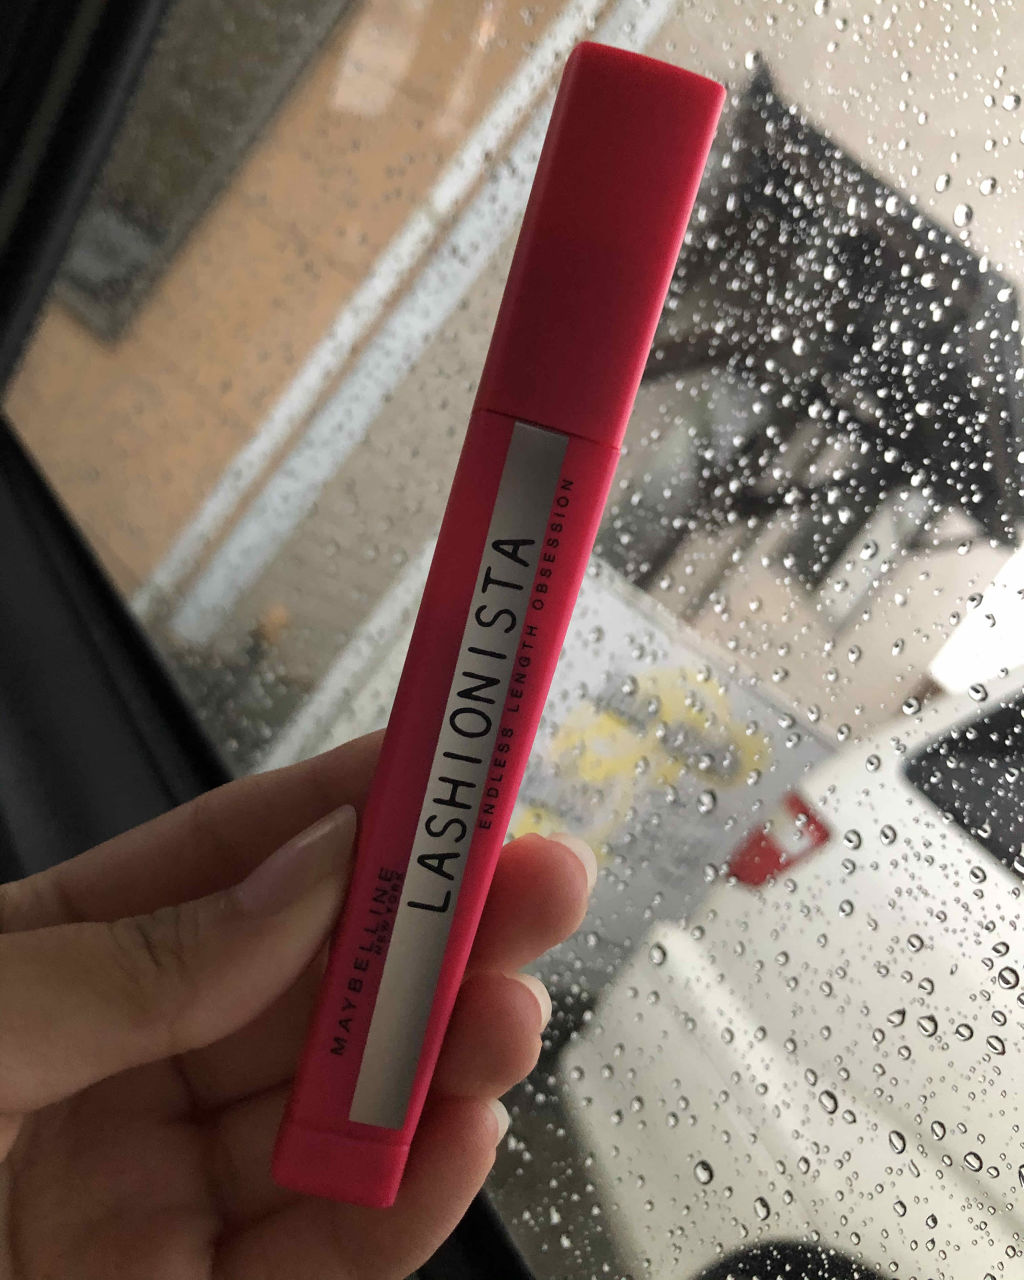 MAYBELLINE
NEW YORK
LASHIONISTA
ENDLESS LENGTH OBSESSION